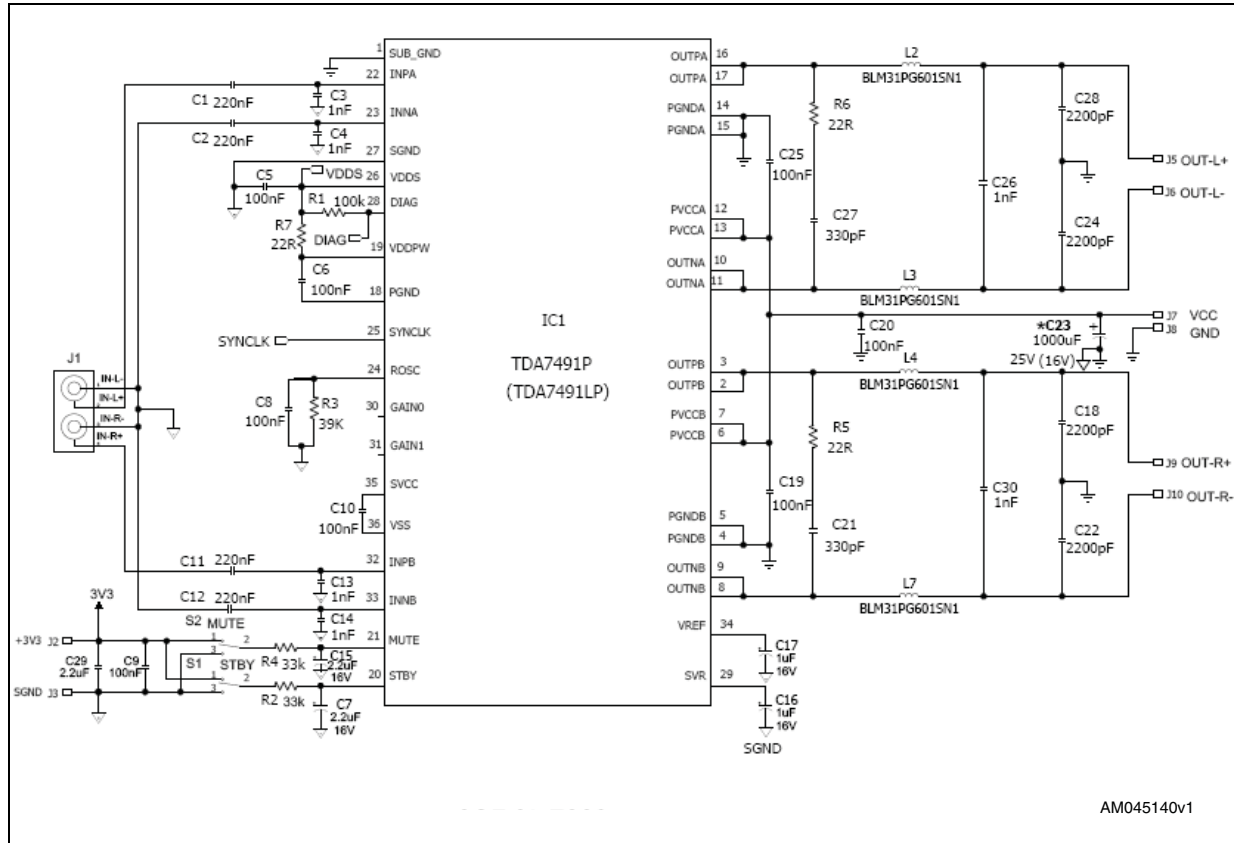 1
SUB_GND
22
INPA
C1 220nF
C3
1nF
23
INNA
C2 220nF
C4
1nF
27
SGND
VDDS
26
VDDS
C5
100nF
R1
100k
28
DIAG
R7
22R
DIAG
19
VDDPW
C6
100nF
18
PGND
25
SYNCLK
SYNCLK
24
ROSC
C8
100nF
R3
39K
30
GAIN0
31
GAIN1
35
SVCC
C10
100nF
36
VSS
J1
IN-L-
IN-L+
IN-R-
IN-R+
C11 220nF
32
INPB
C13
1nF
C12 220nF
33
INNB
C14
1nF
3V3
S2 MUTE
1
2
3
21
MUTE
+3V3 J2
C29
2.2uF
C9
100nF
S1 STBY
1
2
3
R4 33k
C15
2.2uF
16V
20
STBY
SGND J3
R2 33k
C7
2.2uF
16V
IC1
TDA7491P
(TDA7491LP)
OUTPA
16
OUTPA
17
L2
BLM31PG601SN1
PGNDA
14
PGNDA
15
R6
22R
C28
2200pF
C25
100nF
J5 OUT-L+
C26
1nF
J6 OUT-L-
PVCCA
12
PVCCA
13
C27
330pF
C24
2200pF
OUTNA
10
OUTNA
11
L3
BLM31PG601SN1
C20
100nF
*C23
1000uF
+
25V (16V)
J7 VCC
J8 GND
OUTPB
3
OUTPB
2
L4
BLM31PG601SN1
PVCCB
7
PVCCB
6
R5
22R
C18
2200pF
J9 OUT-R+
C19
100nF
C30
1nF
J10 OUT-R-
PGNDB
5
PGNDB
4
C21
330pF
C22
2200pF
OUTNB
9
OUTNB
8
L7
BLM31PG601SN1
VREF
34
C17
1uF
16V
SVR
29
C16
1uF
16V
SGND
AM045140v1